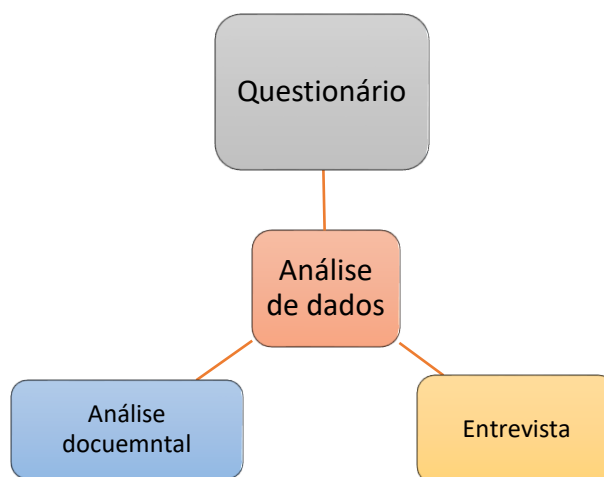 Questionário
Análise
de dados
Análise
docuemntal
Entrevista